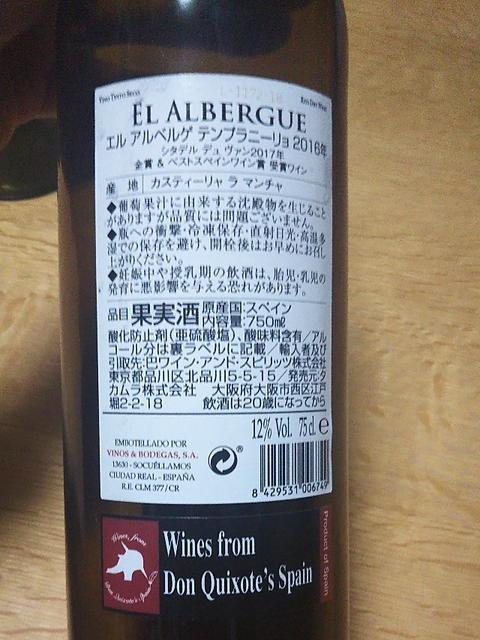 L-1172-18
Vino Tinto Seco
Red Dry Wine
EL ALBERGUE
エル アルベルゲ テンプラニーリョ 2016年
シタデル デュ ヴァン2017年
金賞 & ベストスペインワイン賞 受賞ワイン
産 地 カスティーリャ ラ マンチャ
◆葡萄果汁に由来する沈殿物を生じること
がありますが品質には問題ございません。
◆瓶への衝撃・冷凍保存・直射日光・高温多
湿での保存を避け、開栓後はお早めにお召し
上がりください。
◆妊娠中や授乳期の飲酒は、胎児・乳児の
発育に悪影響を与える恐れがあります。
品目 果実酒 原産国:スペイン
内容量:750㎖
酸化防止剤(亜硫酸塩)、酸味料含有/アル
コール分は裏ラベルに記載/輸入者及び
引取先:巴ワイン・アンド・スピリッツ株式会社
東京都品川区北品川5-5-15/発売元タ
カムラ株式会社 大阪府大阪市西区江戸
堀2-2-18 飲酒は20歳になってから
12% Vol. 75 cl. e
EMBOTELLADO POR
VINOS & BODEGAS, S.A.
13630 - SOCUÉLLAMOS
CIUDAD REAL - ESPAÑA
R.E. CLM 377/CR
8 429531 006749
Wines from
Don Quixote's Spain
Product of Spain
Wines from
Don Quixote's Spain